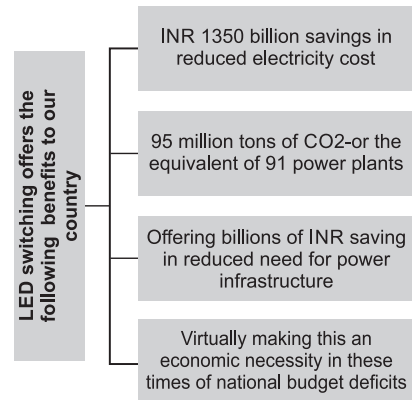 LED switching offers the
following benefits to our
country
INR 1350 billion savings in
reduced electricity cost
95 million tons of CO2-or the
equivalent of 91 power plants
Offering billions of INR saving
in reduced need for power
infrastructure
Virtually making this an
economic necessity in these
times of national budget deficits